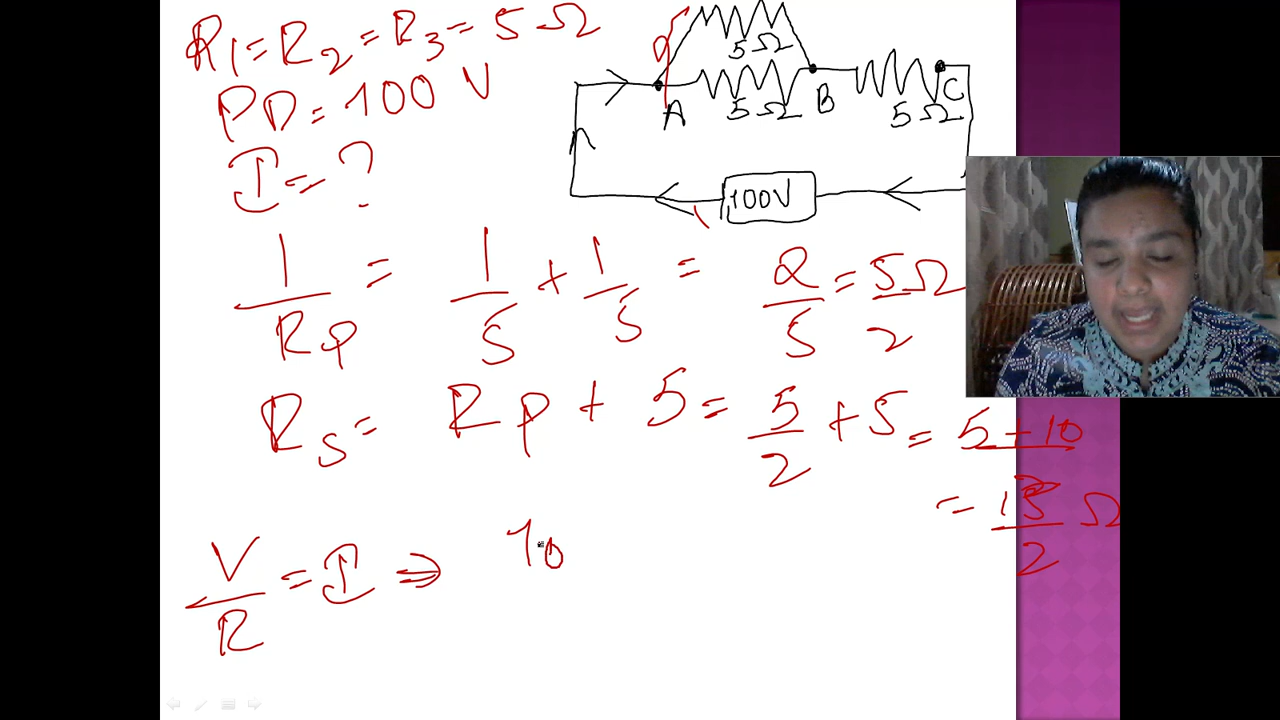 R1 = R2 = R3 = 5 Ω
PD = 100 V
I = ?
5Ω
A 5Ω B 5Ω C
100V
1/Rp = 1/5 + 1/5 = 2/5 = 5Ω/2
Rs = Rp + 5 = 5/2 + 5 = 5+10
= 15/2 Ω
V/R = I ⇒ 10